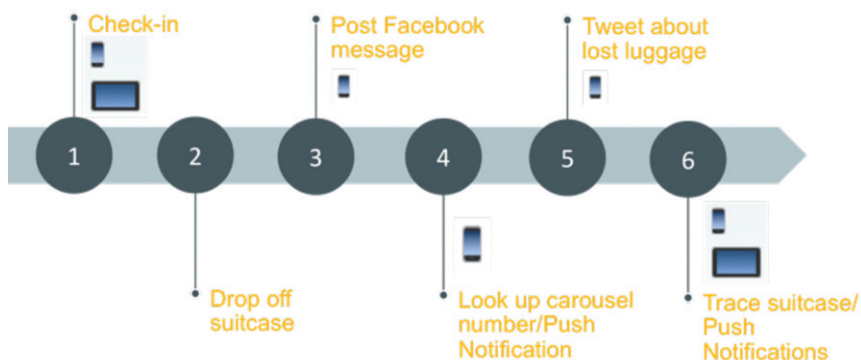 Check-in
Post Facebook
message
Tweet about
lost luggage
1
2
3
4
5
6
Drop off
suitcase
Look up carousel
number/Push
Notification
Trace suitcase/
Push
Notifications